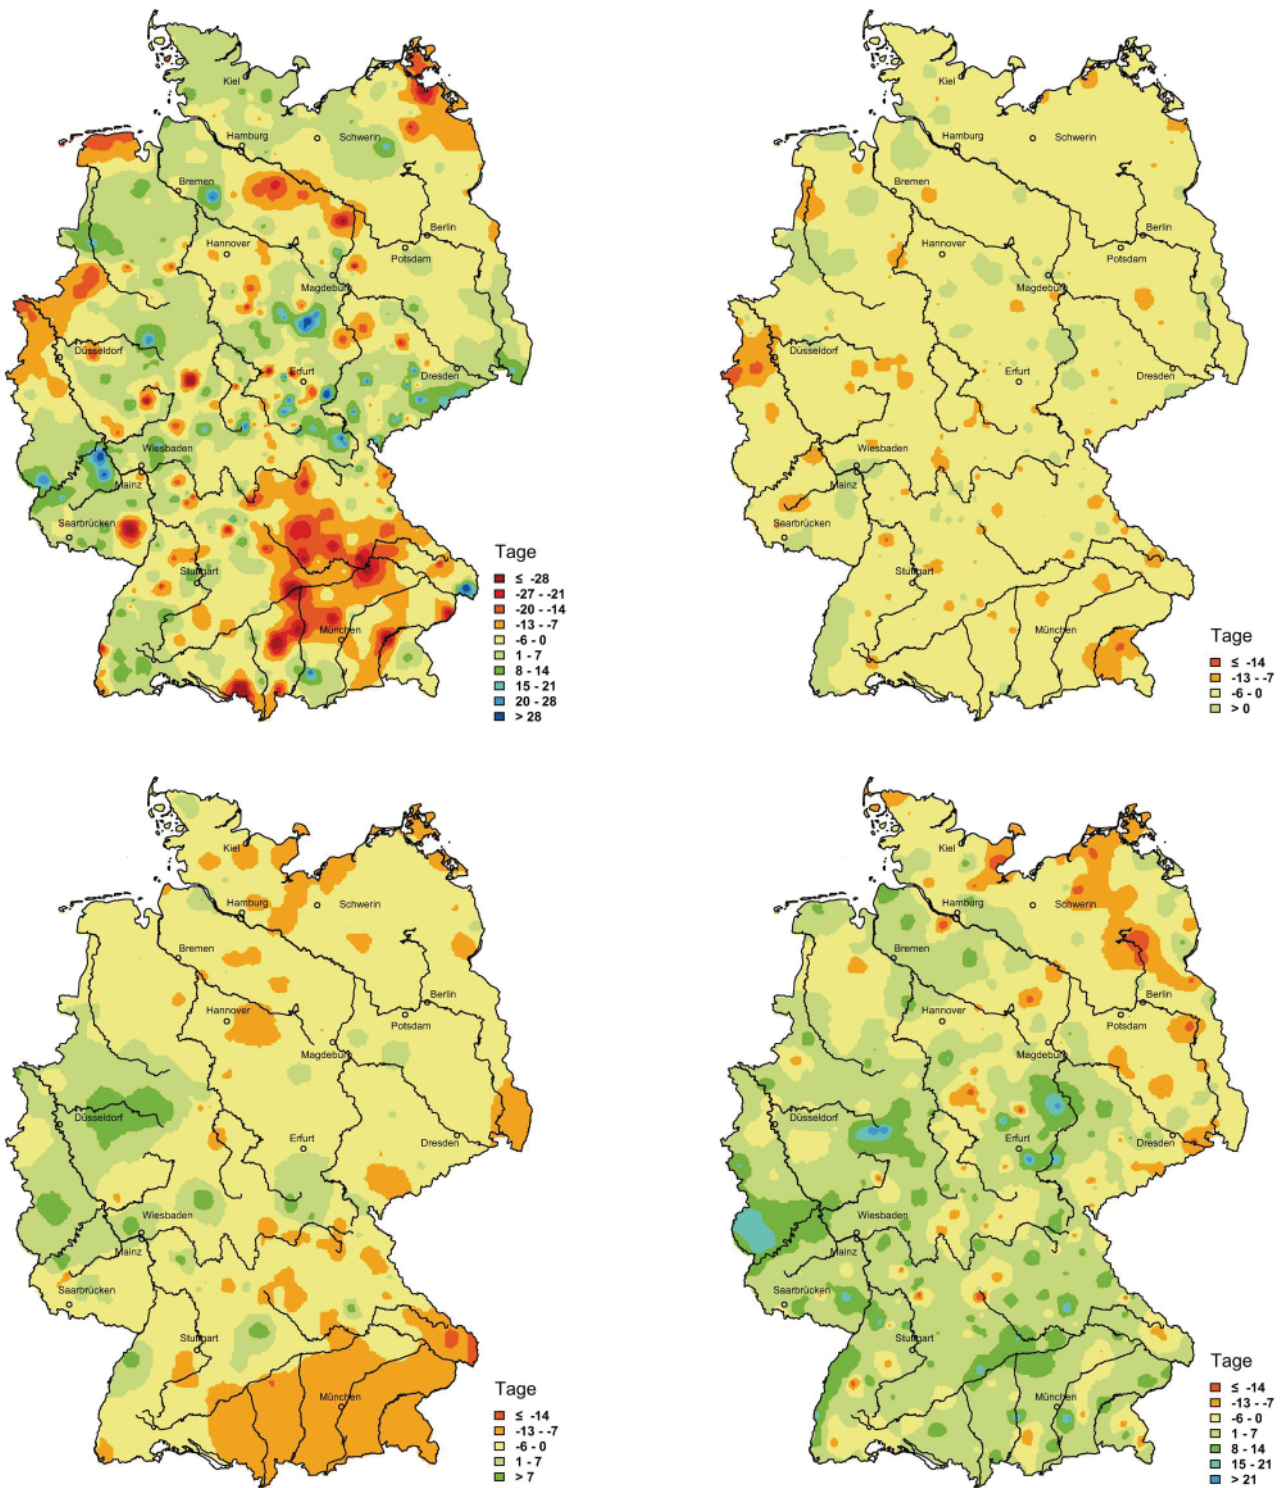 Kiel
Hamburg
Schwerin
Bremen
Berlin
Hannover
Potsdam
Magdeburg
Düsseldorf
Erfurt
Dresden
Wiesbaden
Mainz
Saarbrücken
Stuttgart
München
Tage
≤ -28
-27 - -21
-20 - -14
-13 - -7
-6 - 0
1 - 7
8 - 14
15 - 21
20 - 28
> 28
Kiel
Hamburg
Schwerin
Bremen
Berlin
Hannover
Potsdam
Magdeburg
Düsseldorf
Erfurt
Dresden
Wiesbaden
Mainz
Saarbrücken
Stuttgart
München
Tage
≤ -14
-13 - -7
-6 - 0
> 0
Kiel
Hamburg
Schwerin
Bremen
Berlin
Hannover
Potsdam
Magdeburg
Düsseldorf
Erfurt
Dresden
Wiesbaden
Mainz
Saarbrücken
Stuttgart
München
Tage
≤ -14
-13 - -7
-6 - 0
1 - 7
> 7
Kiel
Hamburg
Schwerin
Bremen
Berlin
Hannover
Potsdam
Magdeburg
Düsseldorf
Erfurt
Dresden
Wiesbaden
Mainz
Saarbrücken
Stuttgart
München
Tage
≤ -14
-13 - -7
-6 - 0
1 - 7
8 - 14
15 - 21
> 21